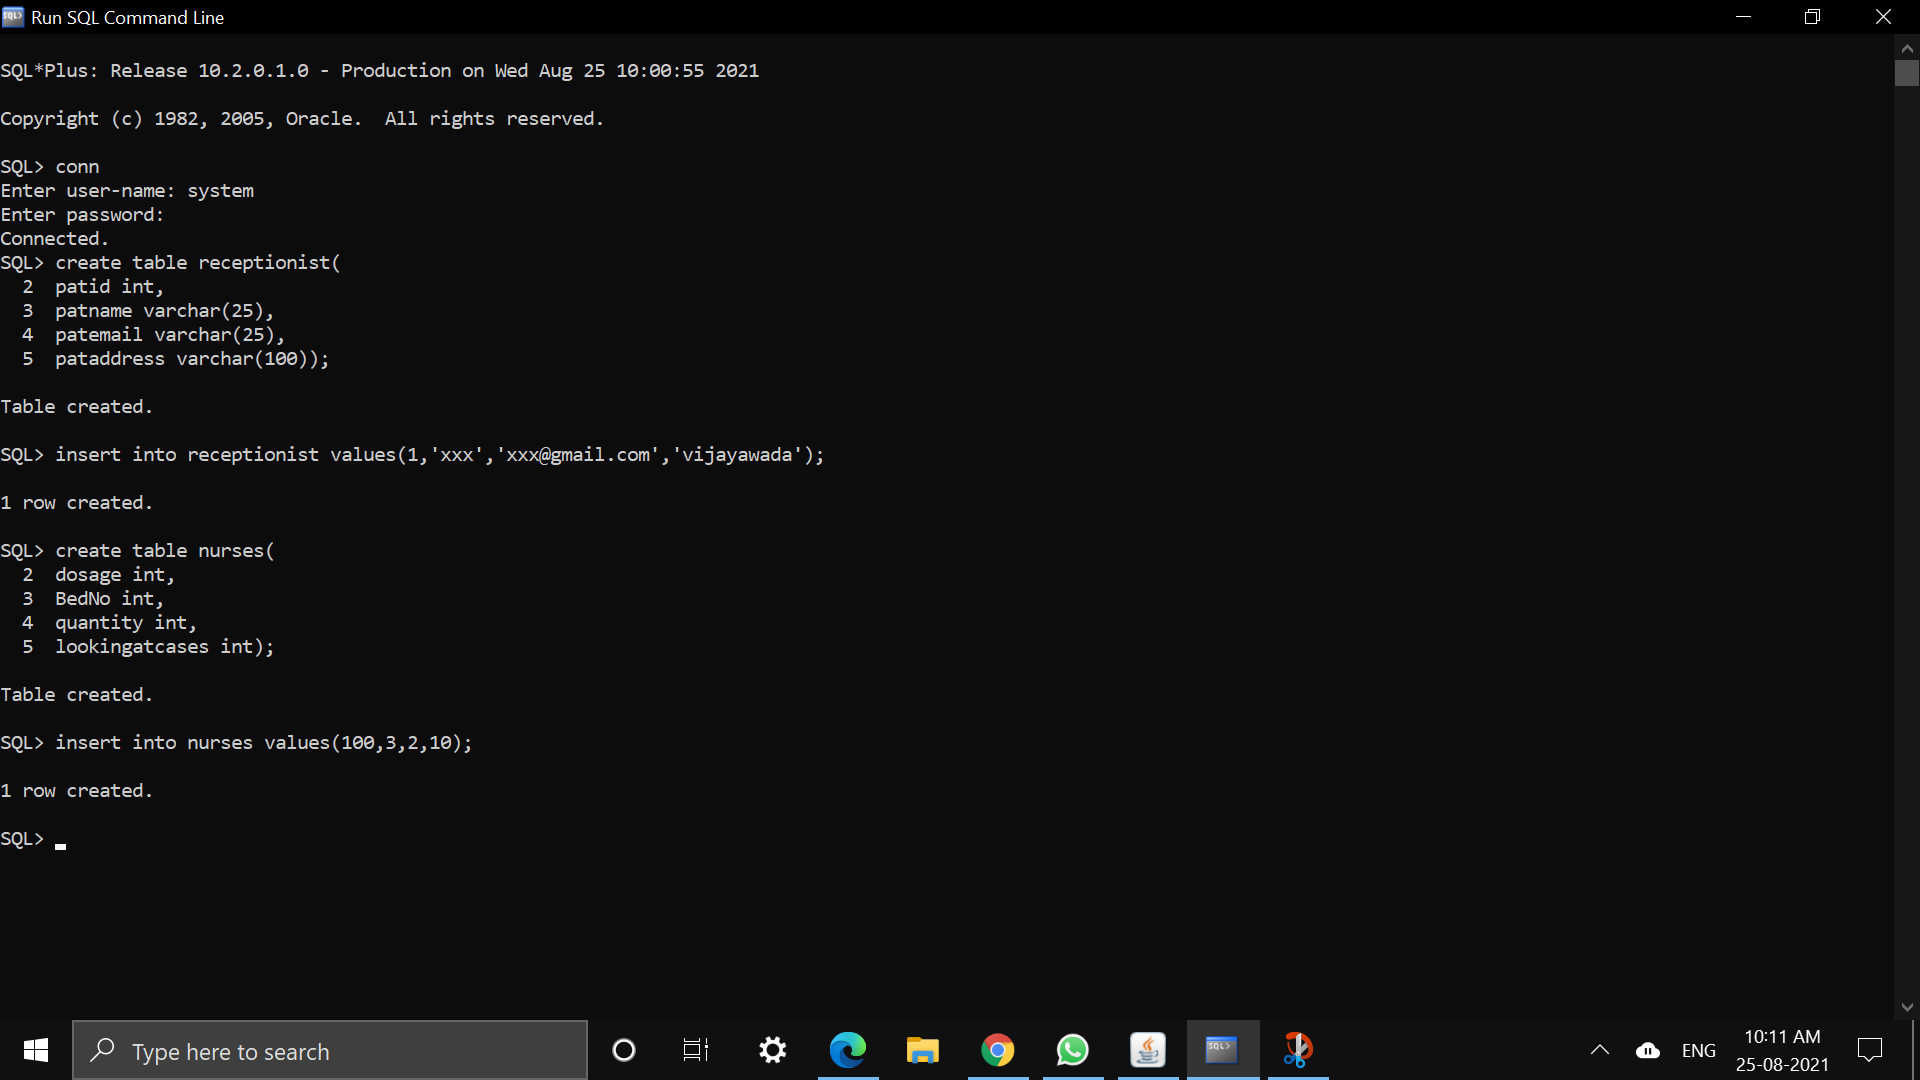 Run SQL Command Line
SQL*Plus: Release 10.2.0.1.0 - Production on Wed Aug 25 10:00:55 2021
Copyright (c) 1982, 2005, Oracle.  All rights reserved.
SQL> conn
Enter user-name: system
Enter password:
Connected.
SQL> create table receptionist(
  2  patid int,
  3  patname varchar(25),
  4  patemail varchar(25),
  5  pataddress varchar(100));
Table created.
SQL> insert into receptionist values(1,'xxx','xxx@gmail.com','vijayawada');
1 row created.
SQL> create table nurses(
  2  dosage int,
  3  BedNo int,
  4  quantity int,
  5  lookingatcases int);
Table created.
SQL> insert into nurses values(100,3,2,10);
1 row created.
SQL>
Type here to search
ENG
10:11 AM
25-08-2021